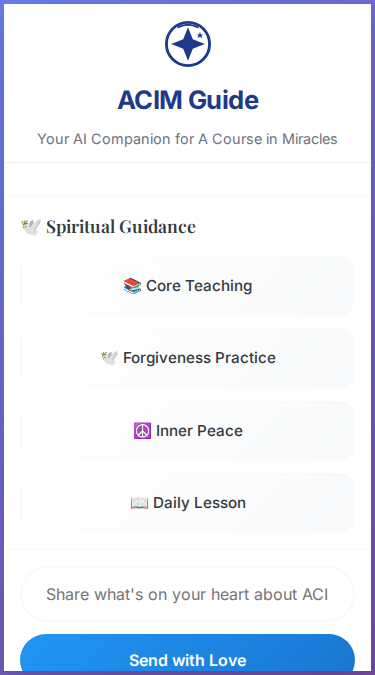 ACIM Guide
Your AI Companion for A Course in Miracles
🕊️ Spiritual Guidance
📚 Core Teaching
🕊️ Forgiveness Practice
☮️ Inner Peace
📖 Daily Lesson
Share what's on your heart about ACI
Send with Love